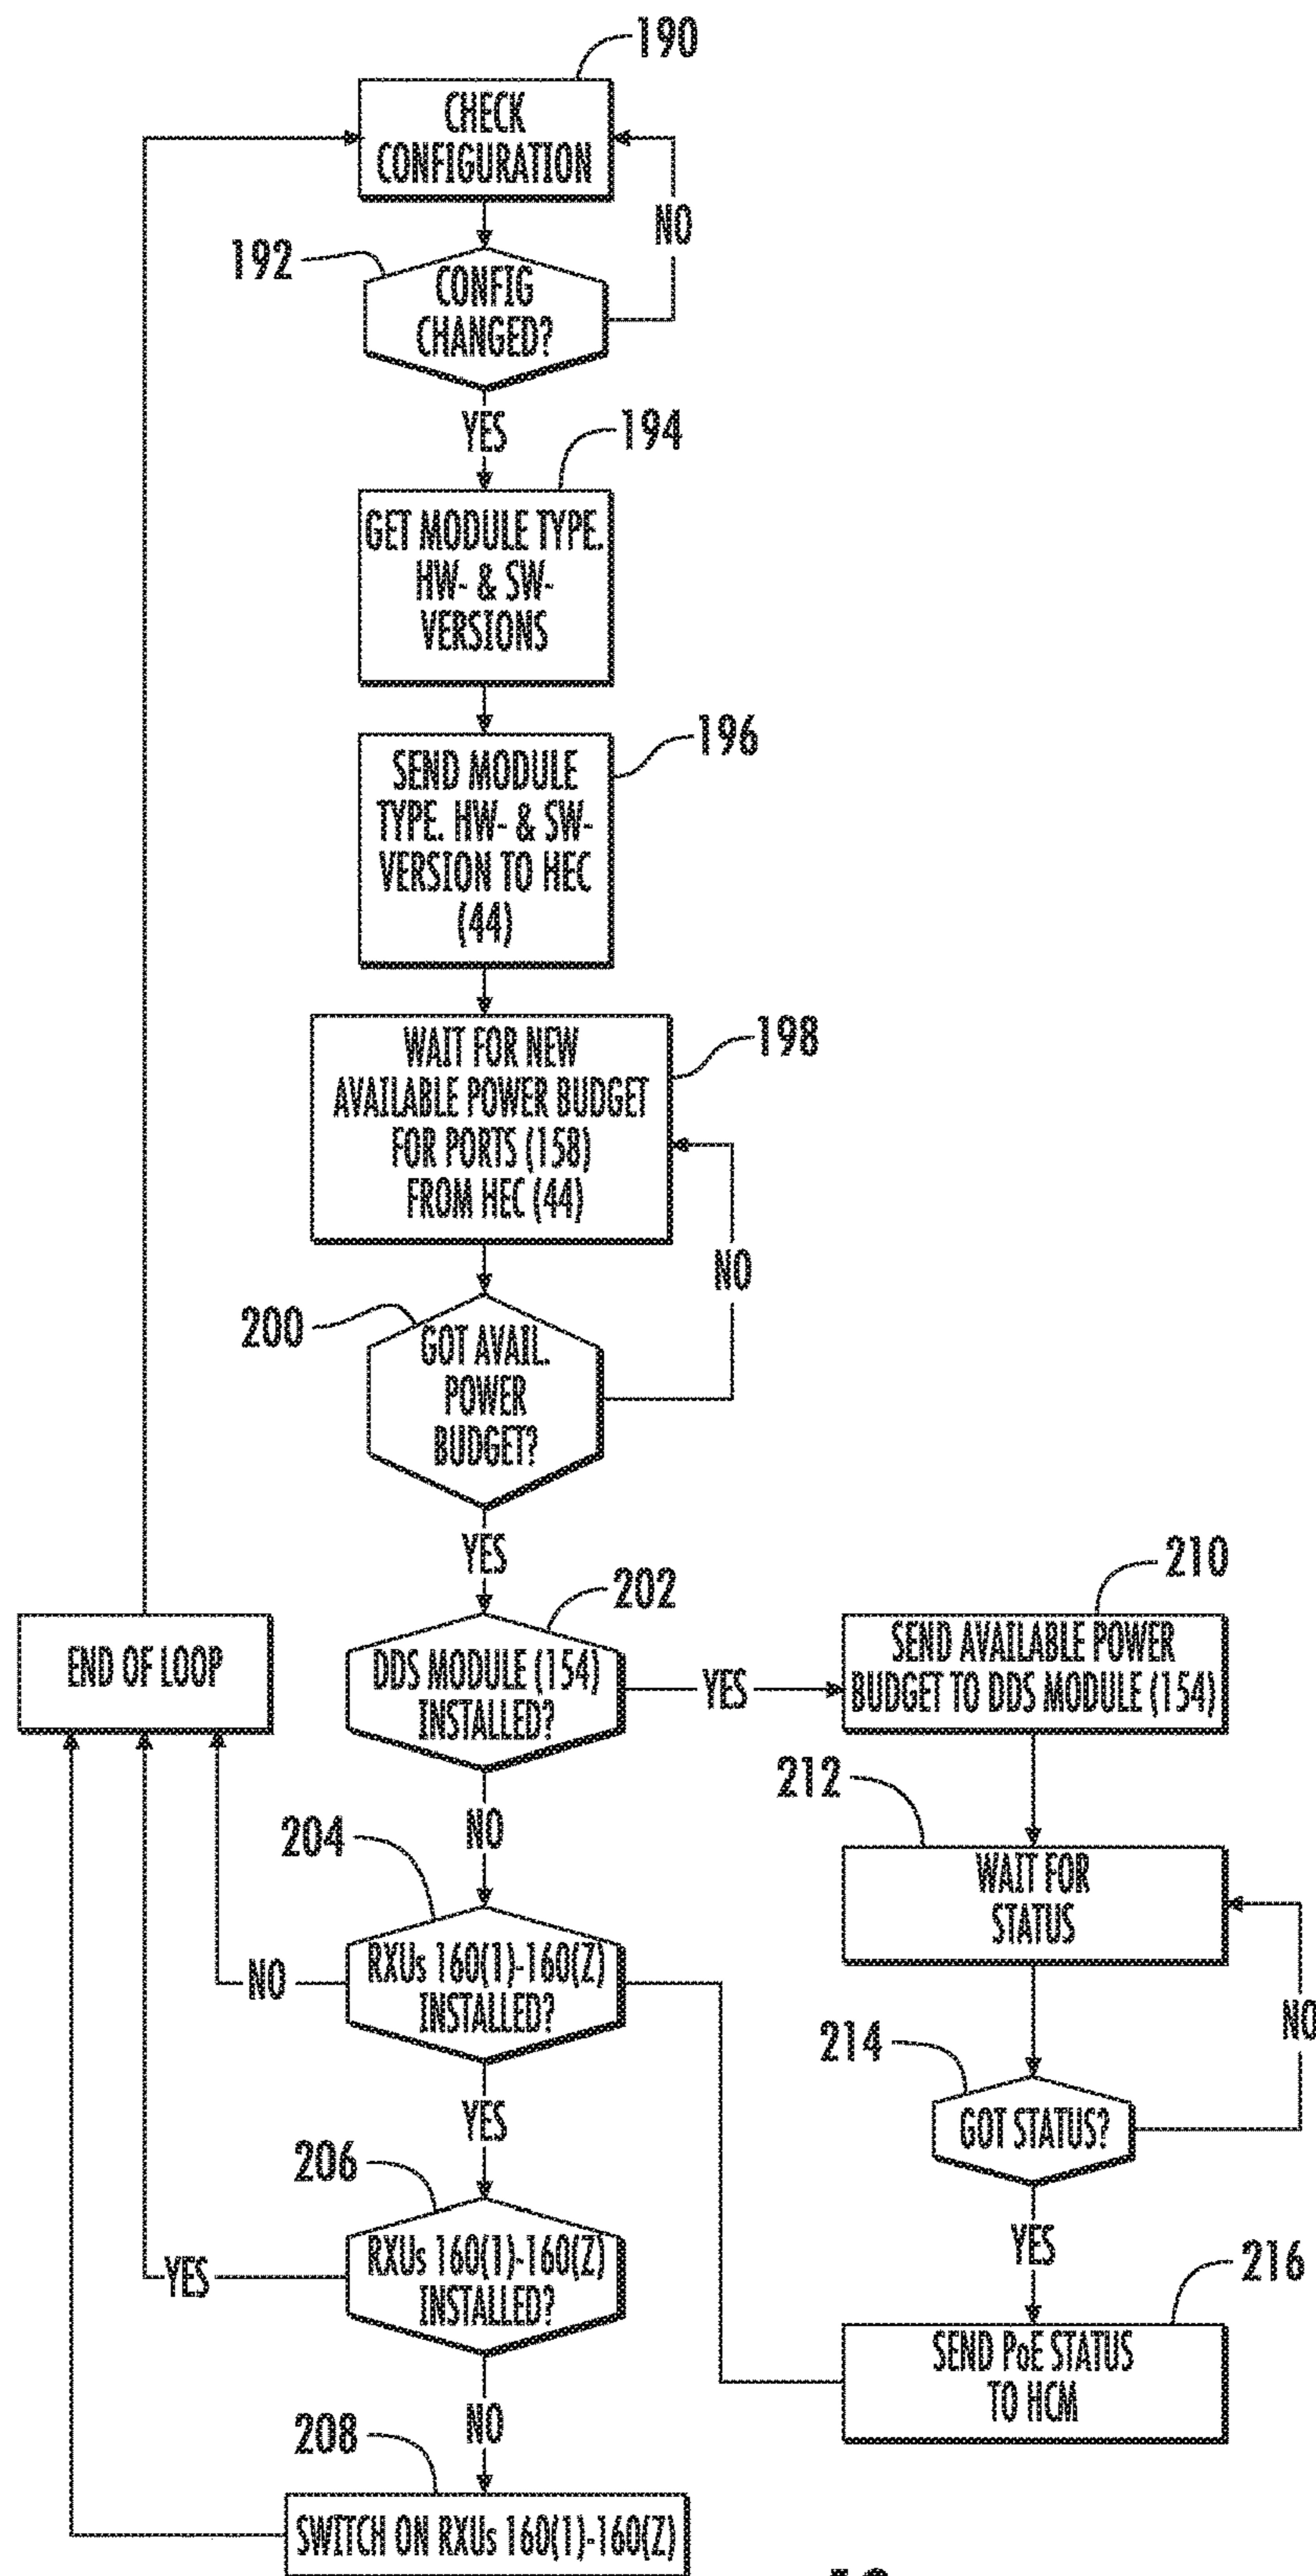 190
CHECK
CONFIGURATION
NO
192
CONFIG
CHANGED?
YES
194
GET MODULE TYPE.
HW- & SW-
VERSIONS
196
SEND MODULE
TYPE. HW- & SW-
VERSION TO HEC
(44)
198
WAIT FOR NEW
AVAILABLE POWER BUDGET
FOR PORTS (158)
FROM HEC (44)
NO
200
GOT AVAIL.
POWER
BUDGET?
YES
202
DDS MODULE (154)
INSTALLED?
YES
210
SEND AVAILABLE POWER
BUDGET TO DDS MODULE (154)
END OF LOOP
NO
212
WAIT FOR
STATUS
204
RXUs 160(1)-160(Z)
INSTALLED?
NO
NO
214
GOT STATUS?
YES
206
RXUs 160(1)-160(Z)
INSTALLED?
YES
YES
216
SEND PoE STATUS
TO HCM
NO
208
SWITCH ON RXUs 160(1)-160(Z)